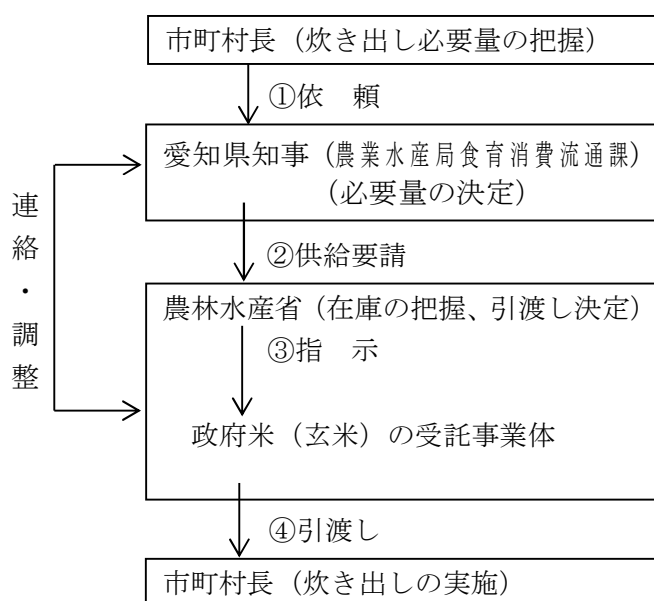 市町村長（炊き出し必要量の把握）
①依　頼
愛知県知事（農業水産局食育消費流通課）
（必要量の決定）
連絡・調整
②供給要請
農林水産省（在庫の把握、引渡し決定）
③指　示
政府米（玄米）の受託事業体
④引渡し
市町村長（炊き出しの実施）